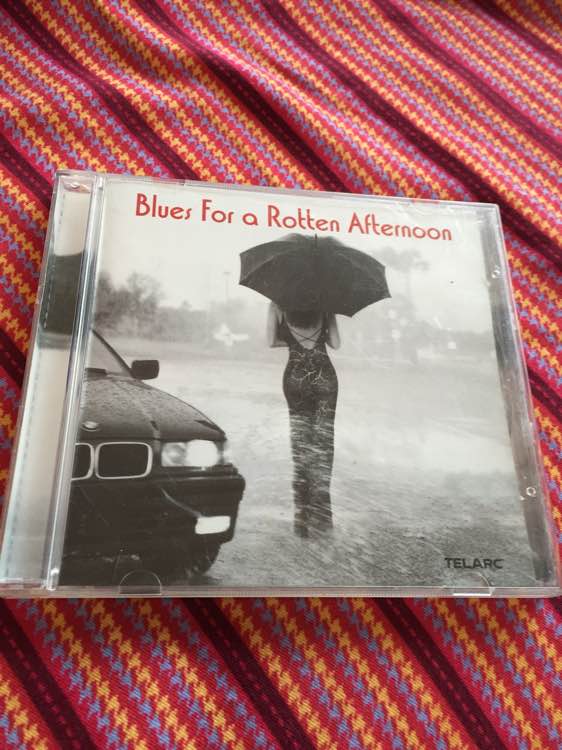 Blues For a Rotten Afternoon
TELARC